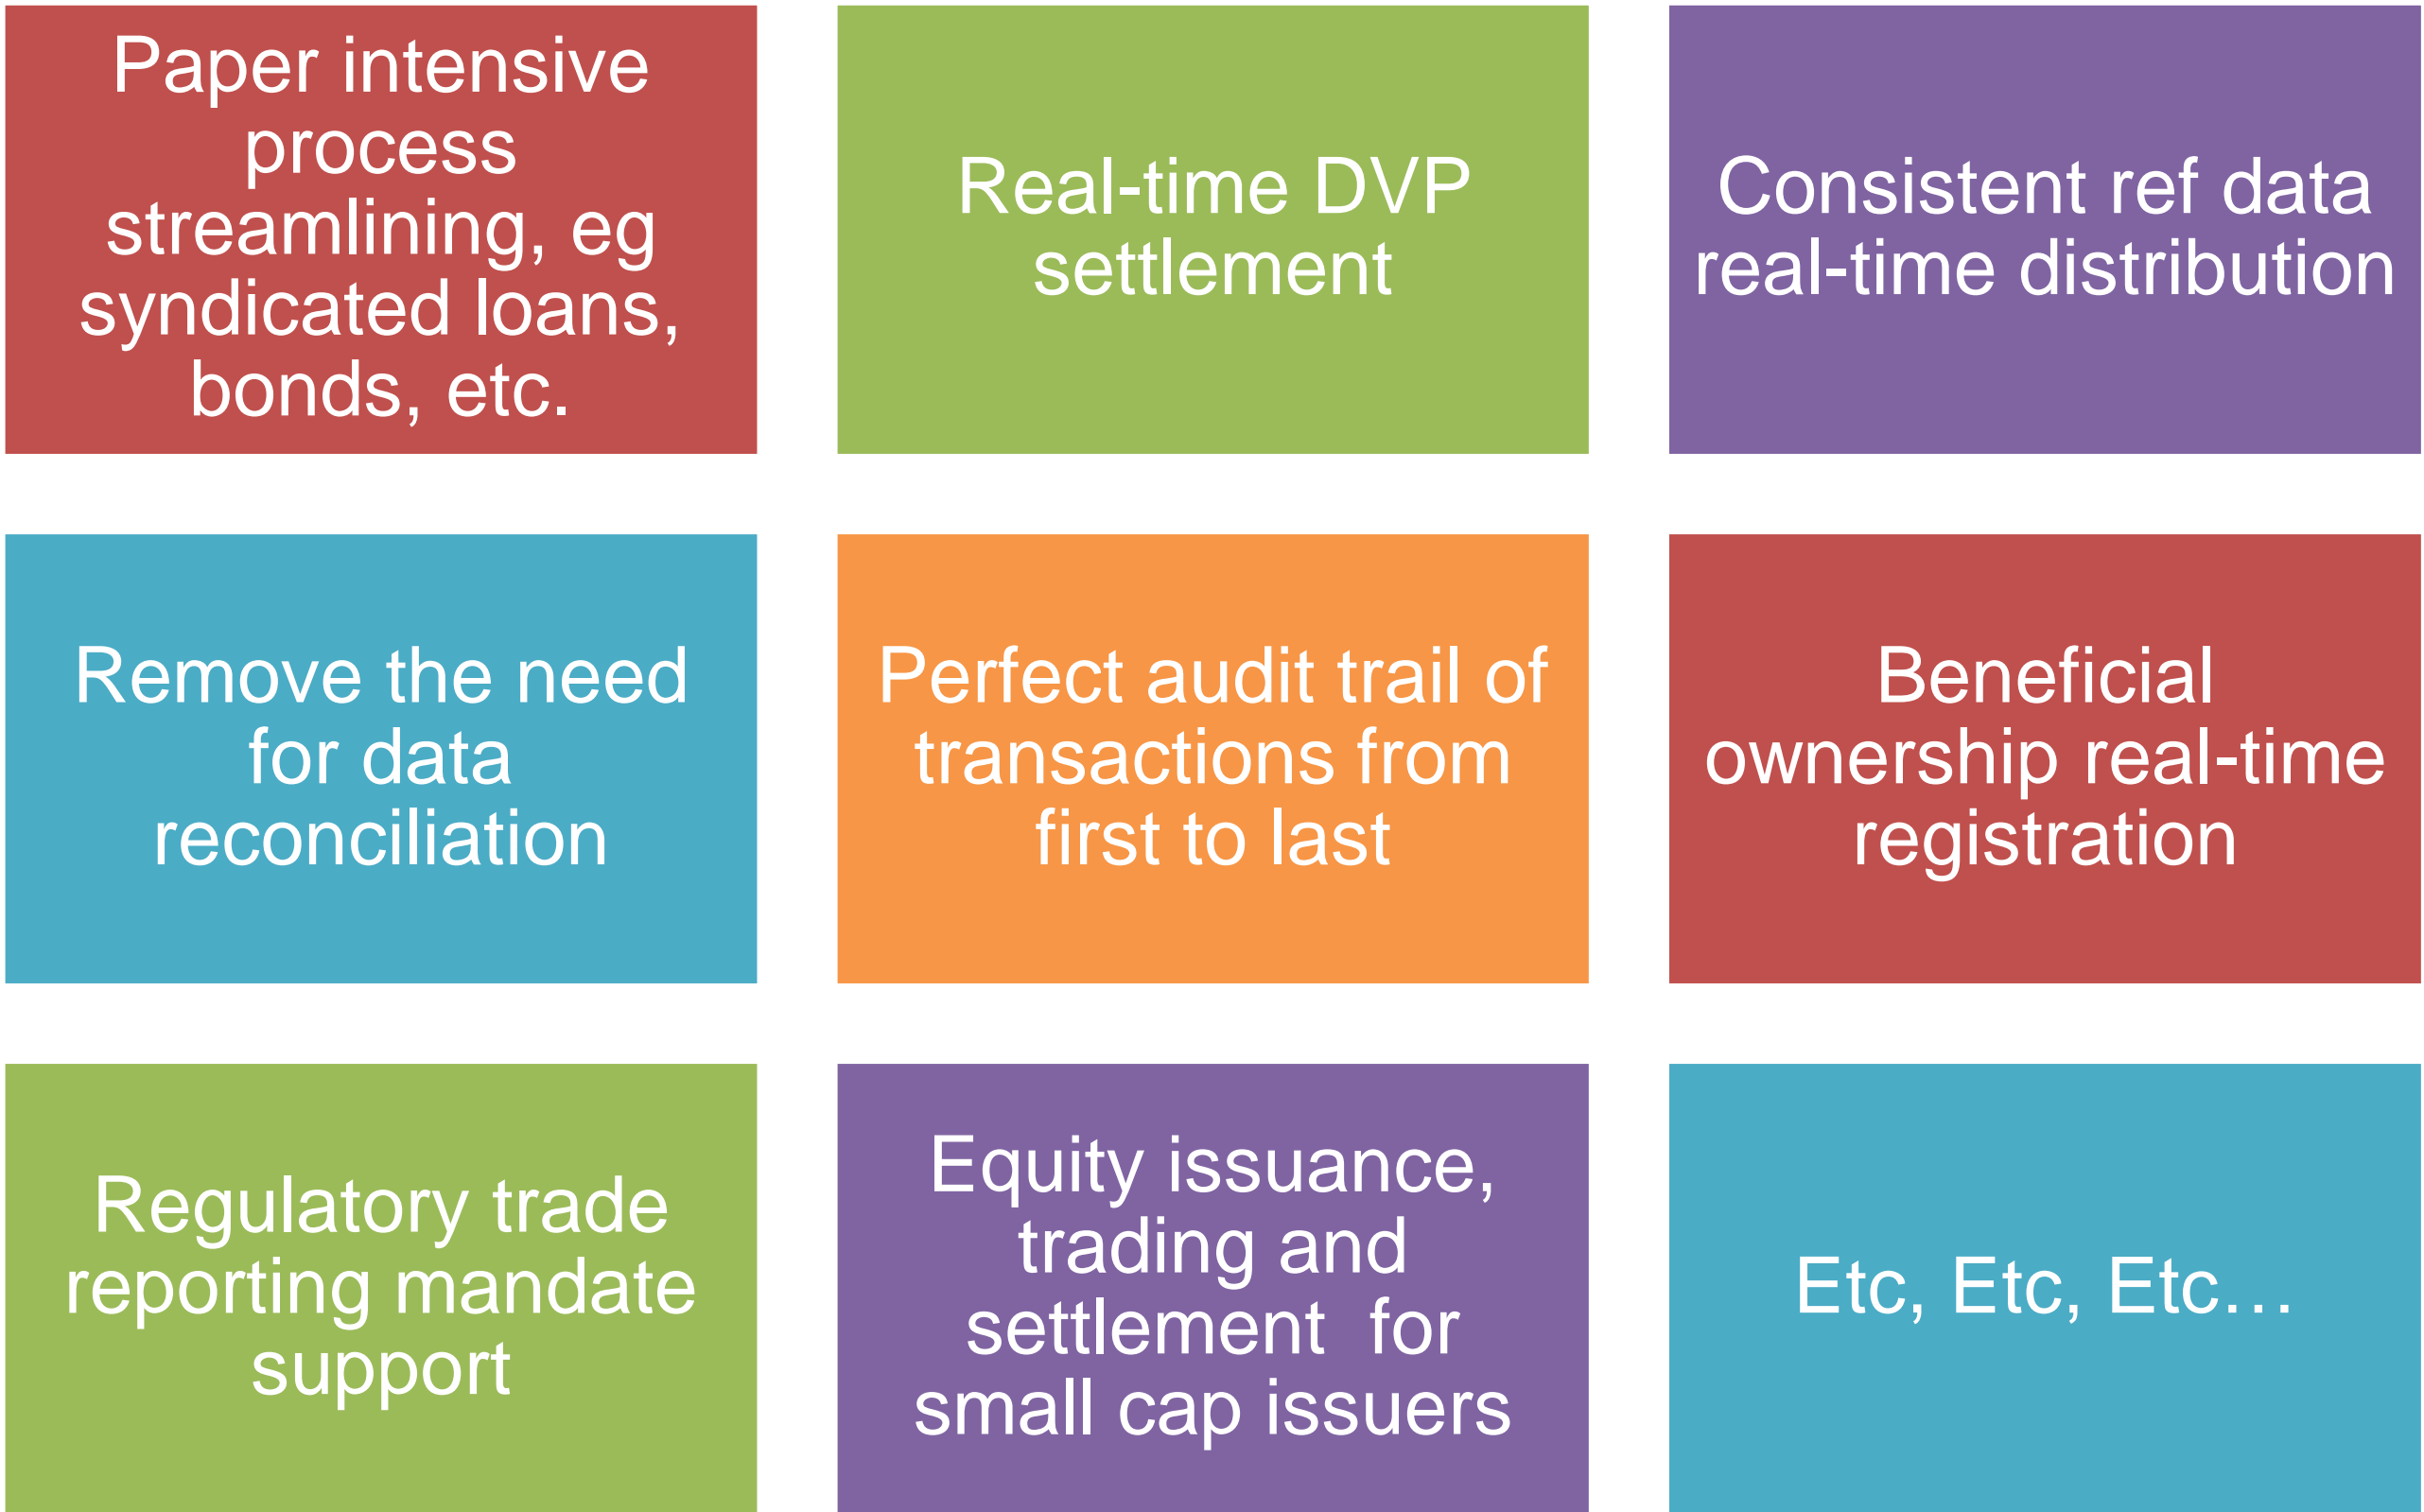 Paper intensive
process
streamlining, eg
syndicated loans,
bonds, etc.
Real-time DVP
settlement
Consistent ref data
real-time distribution
Remove the need
for data
reconciliation
Perfect audit trail of
transactions from
first to last
Beneficial
ownership real-time
registration
Regulatory trade
reporting mandate
support
Equity issuance,
trading and
settlement  for
small cap issuers
Etc, Etc, Etc…